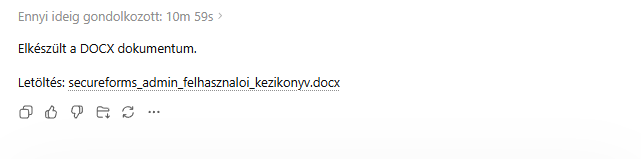 Ennyi ideig gondolkozott: 10m 59s
Elkészült a DOCX dokumentum.
Letöltés: secureforms_admin_felhasznaloi_kezikonyv.docx